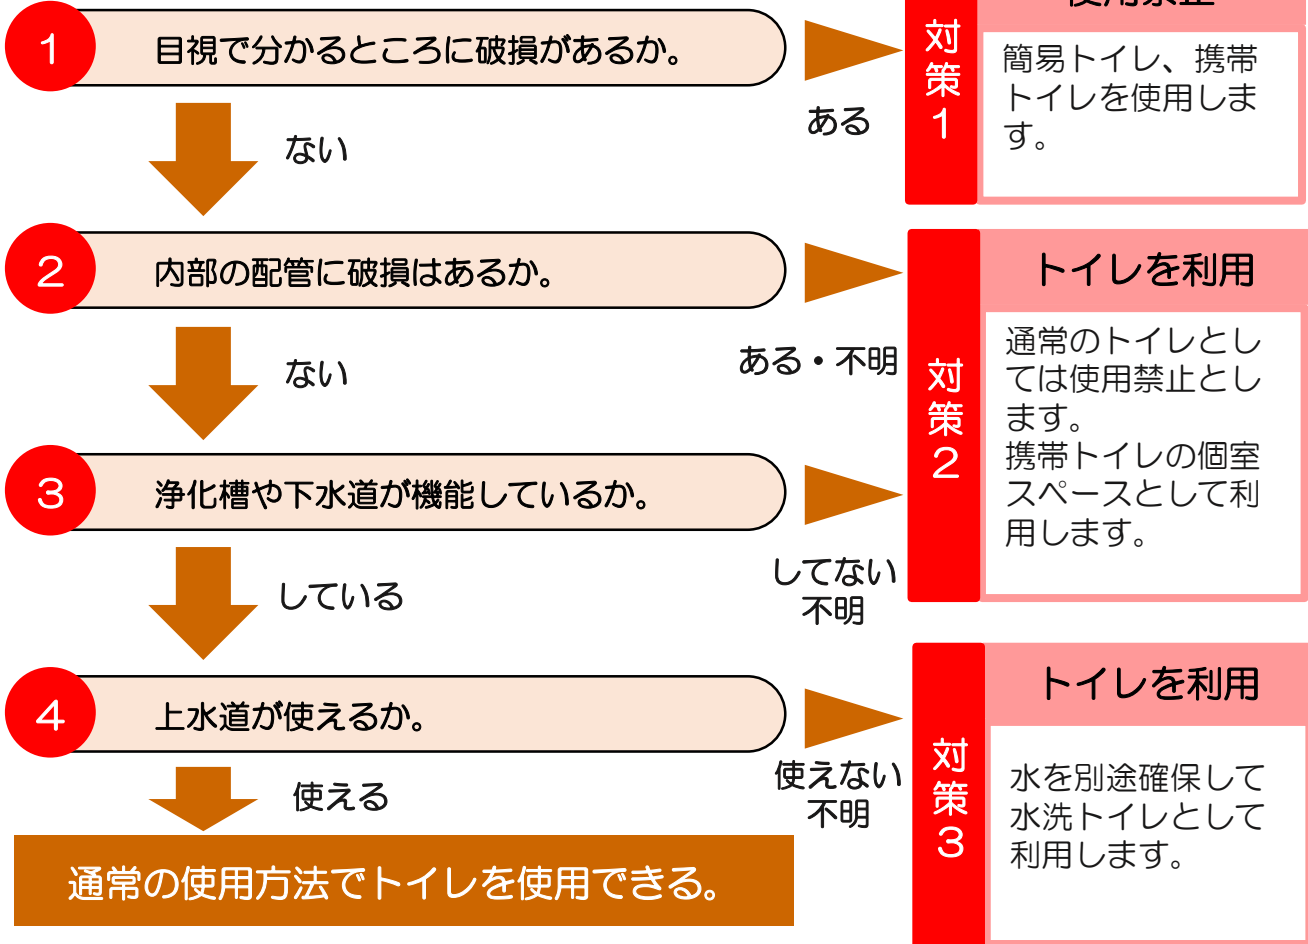 1
目視で分かるところに破損があるか。
ある
ない
対策1
簡易トイレ、携帯
トイレを使用しま
す。
2
内部の配管に破損はあるか。
ある・不明
ない
3
浄化槽や下水道が機能しているか。
してない
不明
している
対策2
トイレを利用
通常のトイレとし
ては使用禁止とし
ます。
携帯トイレの個室
スペースとして利
用します。
4
上水道が使えるか。
使えない
不明
使える
対策3
トイレを利用
水を別途確保して
水洗トイレとして
利用します。
通常の使用方法でトイレを使用できる。